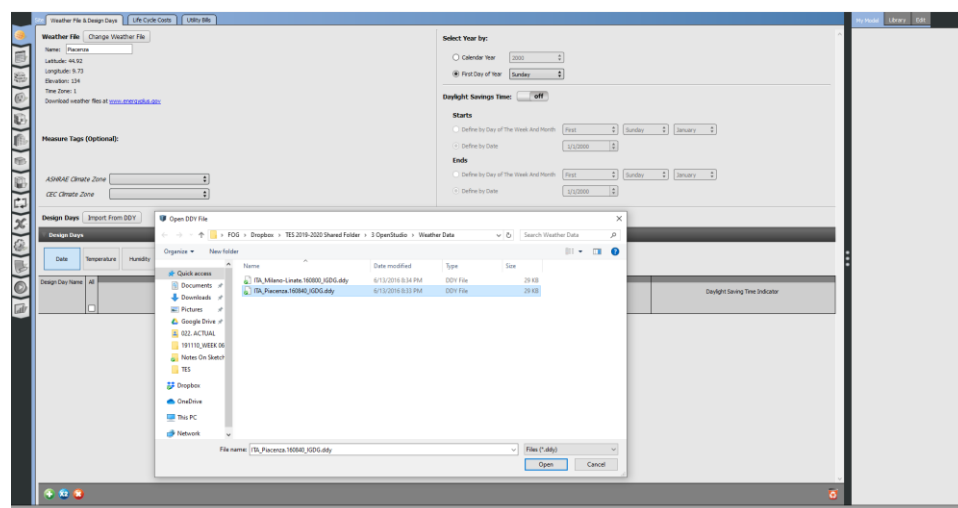 Site Weather File & Design Days Life Cycle Costs Utility Bills
My Model Library Edit
Weather File Change Weather File
Name: Piacenza
Latitude: 44.92
Longitude: 9.73
Elevation: 134
Time Zone: 1
Download weather files at www.energyplus.gov
Measure Tags (Optional):
ASHRAE Climate Zone
CEC Climate Zone
Select Year by:
Calendar Year 2000
First Day of Year Sunday
Daylight Savings Time: off
Starts
Define by Day of The Week And Month First Sunday January
Define by Date 1/1/2000
Ends
Define by Day of The Week And Month First Sunday January
Define by Date 1/1/2000
Design Days Import From DDY
Design Days
Date Temperature Humidity
Design Day Name All
Daylight Saving Time Indicator
Open DDY File
FOG › Dropbox › TES 2019-2020 Shared Folder › 3 OpenStudio › Weather Data
Search Weather Data
Organize New folder
Name Date modified Type Size
ITA_Milano-Linate.160800_IGDG.ddy 6/13/2016 8:34 PM DDY File 29 KB
ITA_Piacenza.160840_IGDG.ddy 6/13/2016 8:33 PM DDY File 29 KB
Quick access
Documents
Downloads
Pictures
Google Drive
022. ACTUAL
191110_WEEK 06
Notes On Sketch
TES
Dropbox
OneDrive
This PC
Network
File name: ITA_Piacenza.160840_IGDG.ddy Files (*.ddy)
Open Cancel
x2